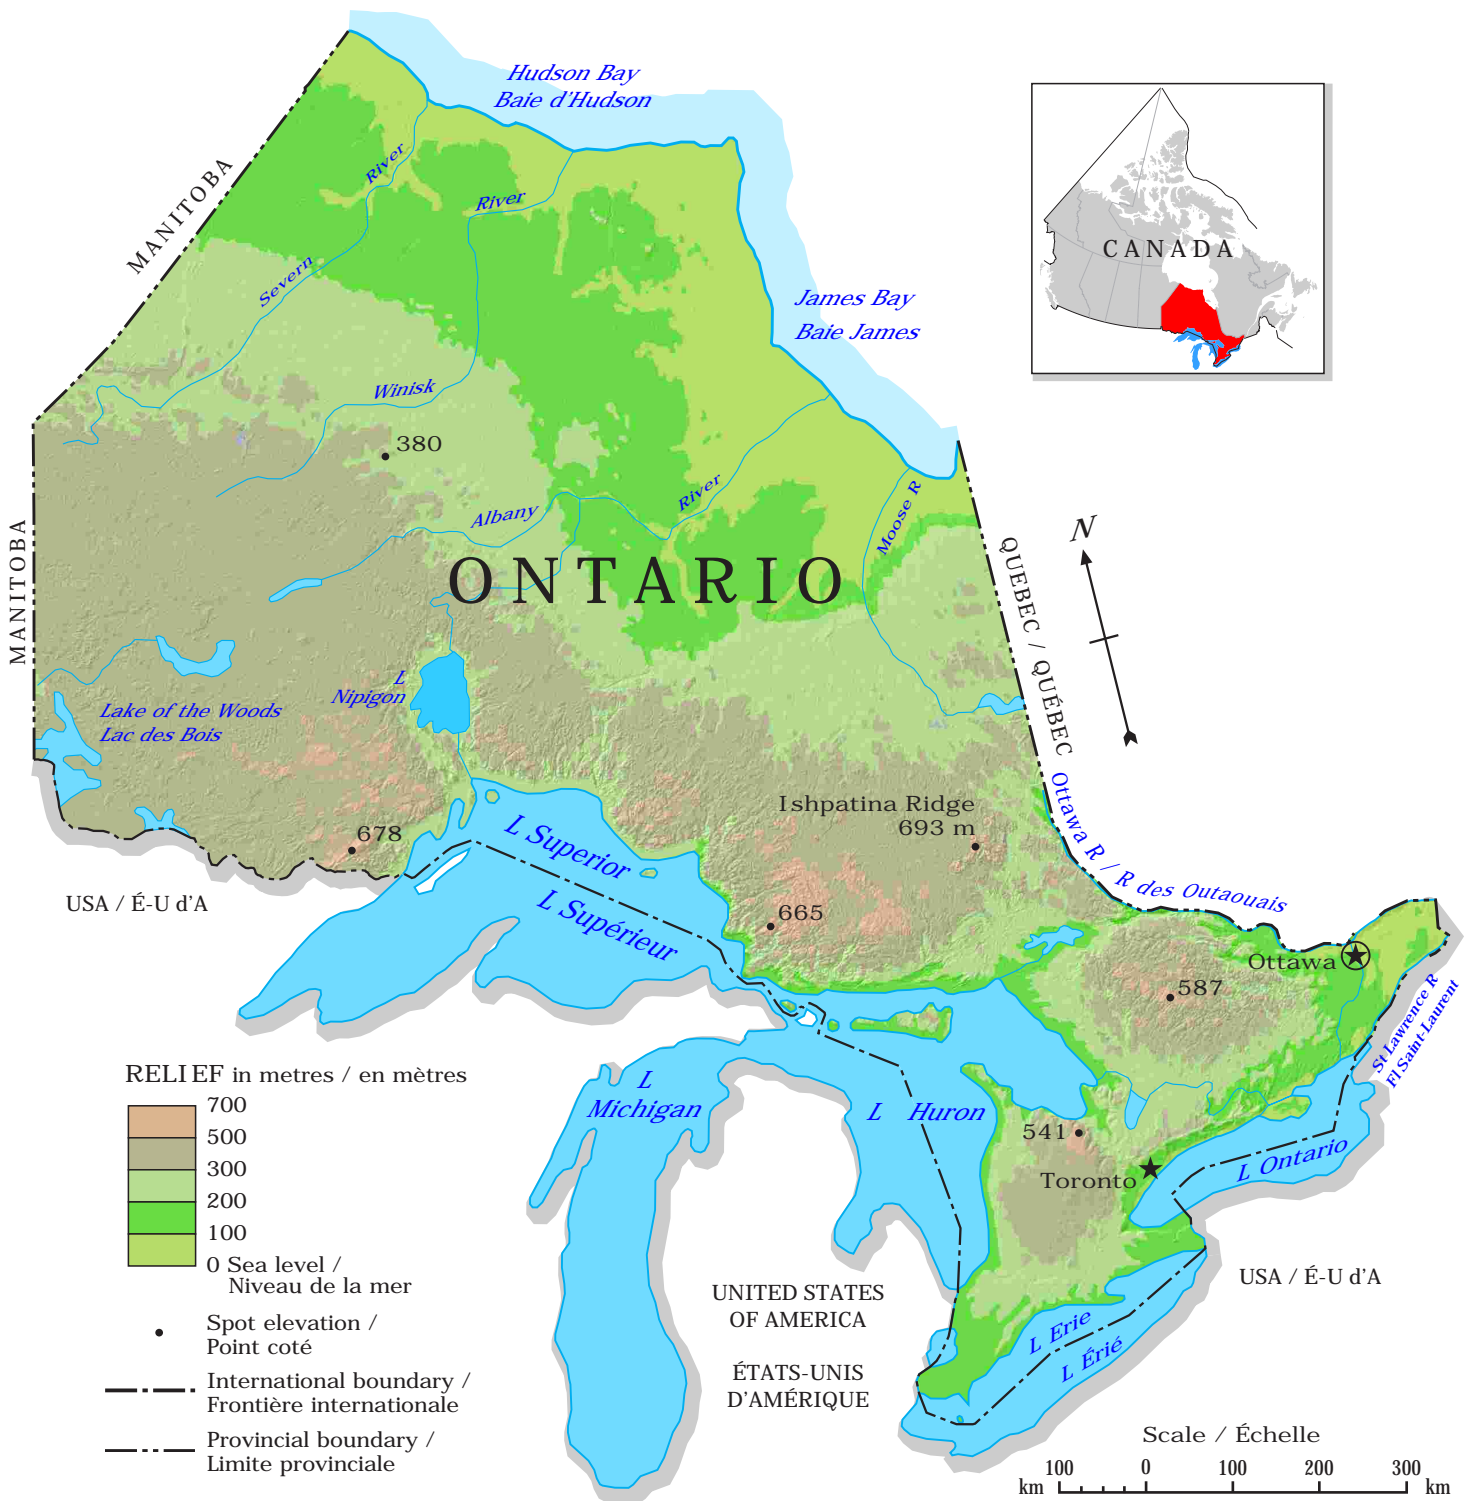 Hudson Bay
Baie d'Hudson
MANITOBA
River
River
Severn
CANADA
James Bay
Baie James
Winisk
380
River
Albany
Moose R
N
ONTARIO
MANITOBA
QUEBEC / QUÉBEC
L
Nipigon
Lake of the Woods
Lac des Bois
Ishpatina Ridge
693 m
678
L Superior
L Supérieur
Ottawa R / R des Outaouais
USA / É-U d'A
665
Ottawa
587
St Lawrence R
Fl Saint-Laurent
RELIEF in metres / en mètres
700
500
300
200
100
0 Sea level /
Niveau de la mer
L
Michigan
L Huron
541
Toronto
L Ontario
USA / É-U d'A
UNITED STATES
OF AMERICA
ÉTATS-UNIS
D'AMÉRIQUE
L Erie
L Érié
Spot elevation /
Point coté
International boundary /
Frontière internationale
Provincial boundary /
Limite provinciale
Scale / Échelle
100 0 100 200 300
km km